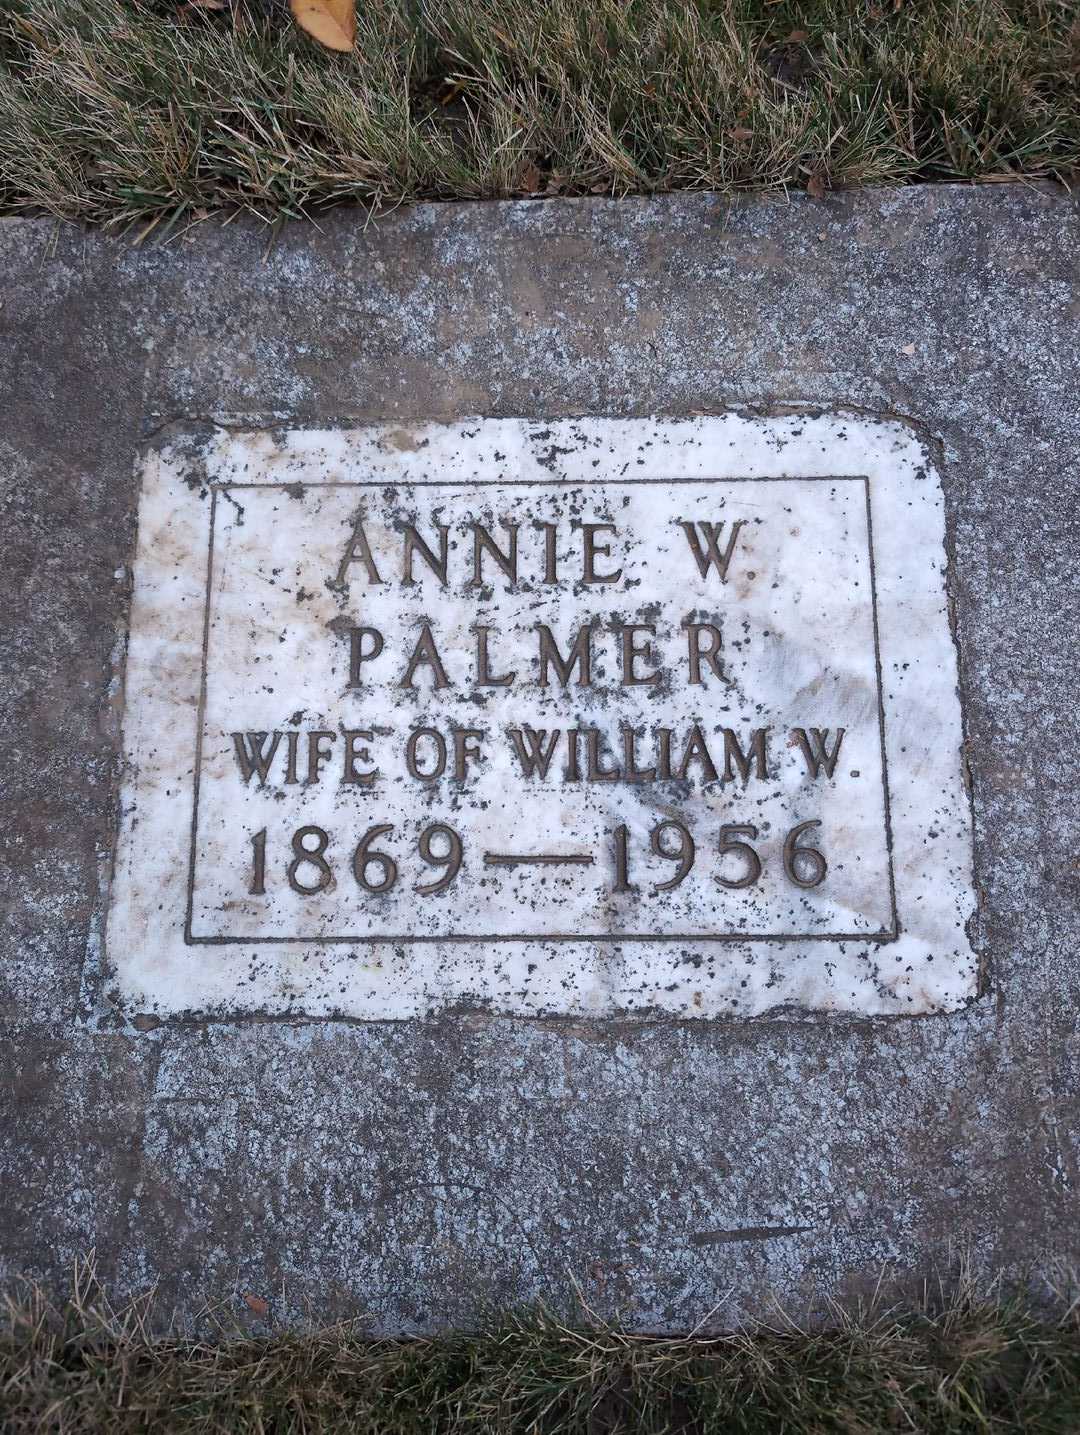 ANNIE W.
PALMER
WIFE OF WILLIAM W.
1869—1956